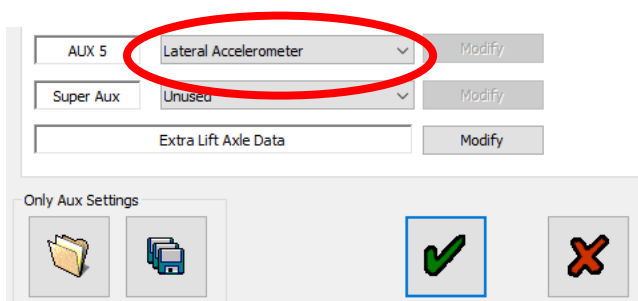 AUX 5 Lateral Accelerometer Modify
Super Aux Unused Modify
Extra Lift Axle Data Modify
Only Aux Settings